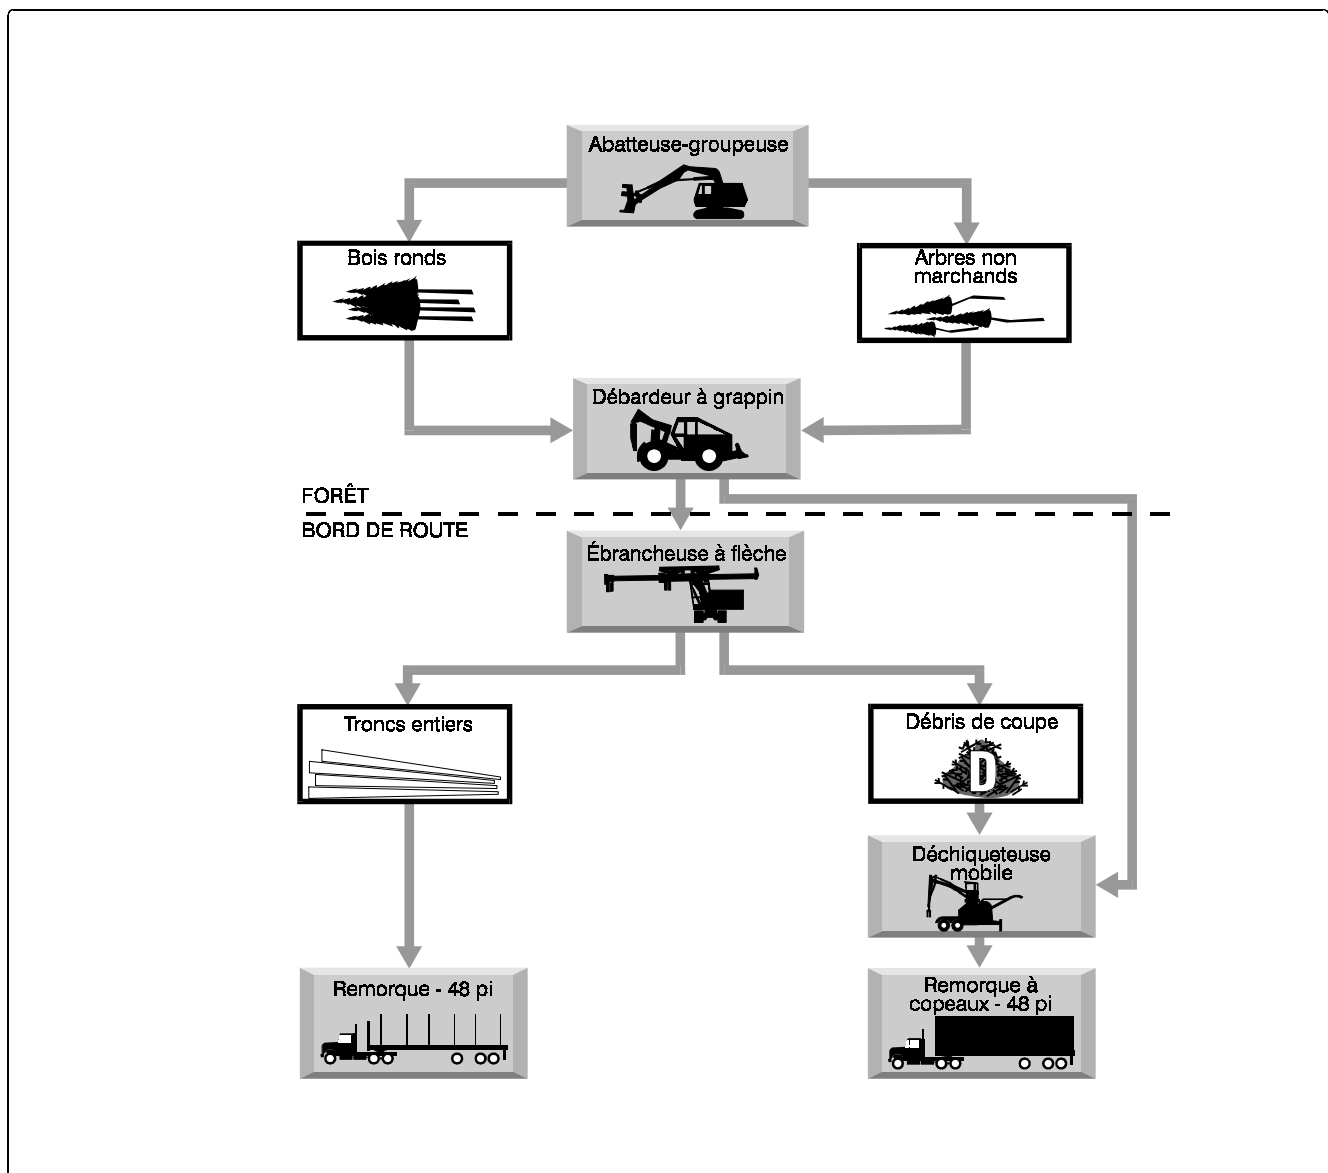 Abatteuse-groupeuse
Bois ronds
Arbres non
marchands
Débardeur à grappin
FORÊT
BORD DE ROUTE
Ébrancheuse à flèche
Troncs entiers
Débris de coupe
D
Déchiqueteuse
mobile
Remorque - 48 pi
Remorque à
copeaux - 48 pi